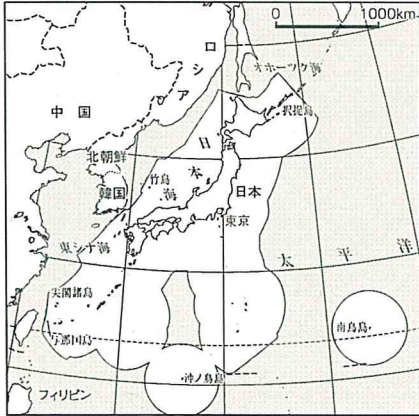 0 1000km
ロシア
オホーツク海
中国
択捉島
北朝鮮
日本海
竹島
韓国
日本
東京
東シナ海
太平洋
尖閣諸島
南鳥島
与那国島
沖ノ鳥島
フィリピン